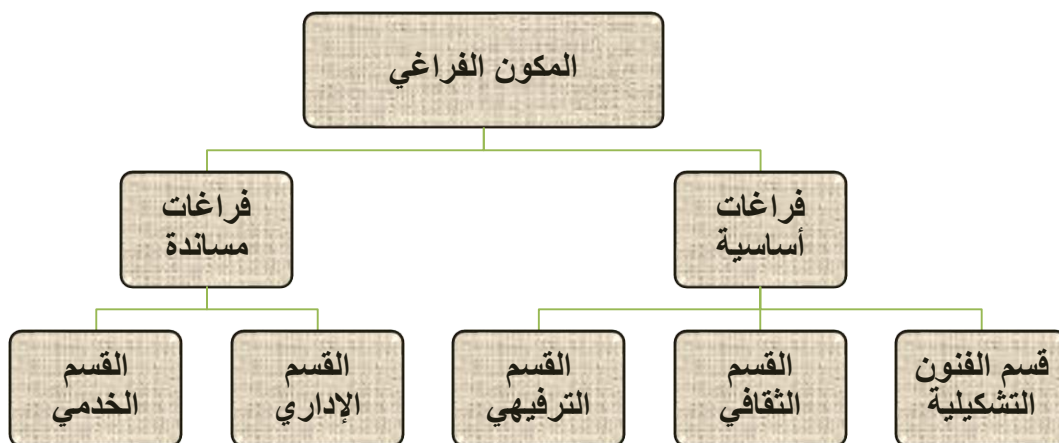 المكون الفراغي
فراغات
أساسية
فراغات
مساندة
قسم الفنون
التشكيلية
القسم
الثقافي
القسم
الترفيهي
القسم
الإداري
القسم
الخدمي